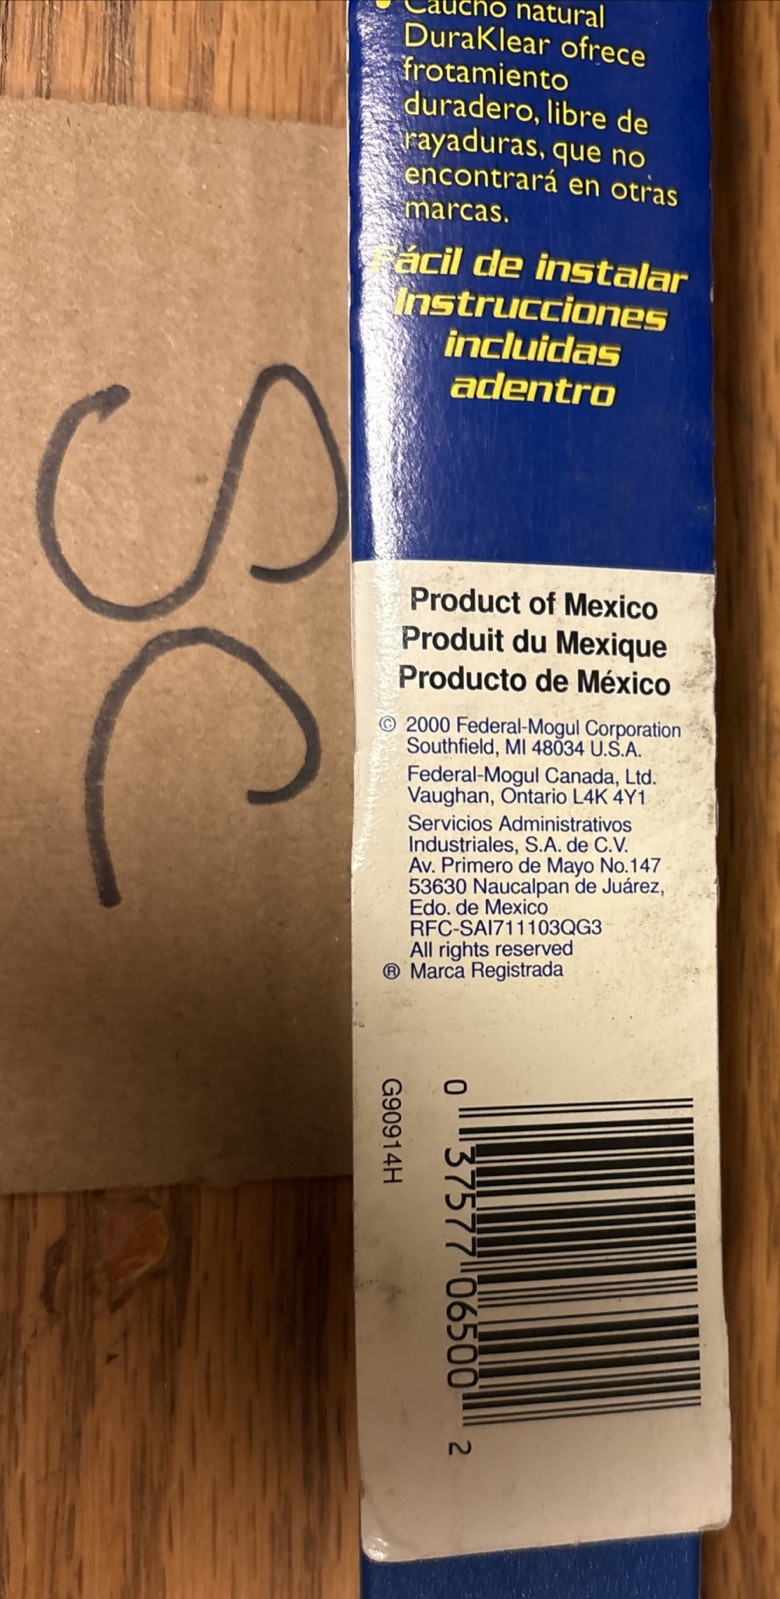 • Caucho natural
DuraKlear ofrece
frotamiento
duradero, libre de
rayaduras, que no
encontrará en otras
marcas.
Fácil de instalar
Instrucciones
incluidas
adentro
Product of Mexico
Produit du Mexique
Producto de México
© 2000 Federal-Mogul Corporation
Southfield, MI 48034 U.S.A.
Federal-Mogul Canada, Ltd.
Vaughan, Ontario L4K 4Y1
Servicios Administrativos
Industriales, S.A. de C.V.
Av. Primero de Mayo No.147
53630 Naucalpan de Juárez,
Edo. de Mexico
RFC-SAI711103QG3
All rights reserved
® Marca Registrada
G90914H
0 37577 06500 2